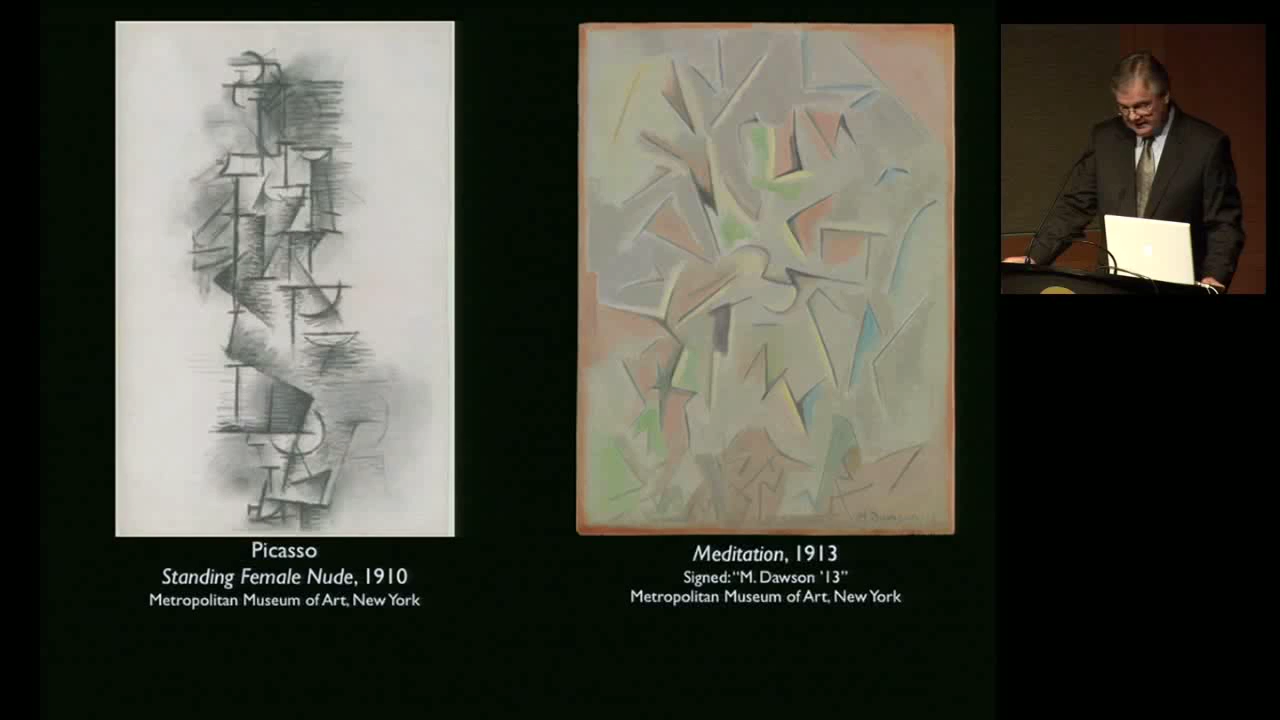 Picasso
Standing Female Nude, 1910
Metropolitan Museum of Art, New York
Meditation, 1913
Signed: “M. Dawson ’13”
Metropolitan Museum of Art, New York